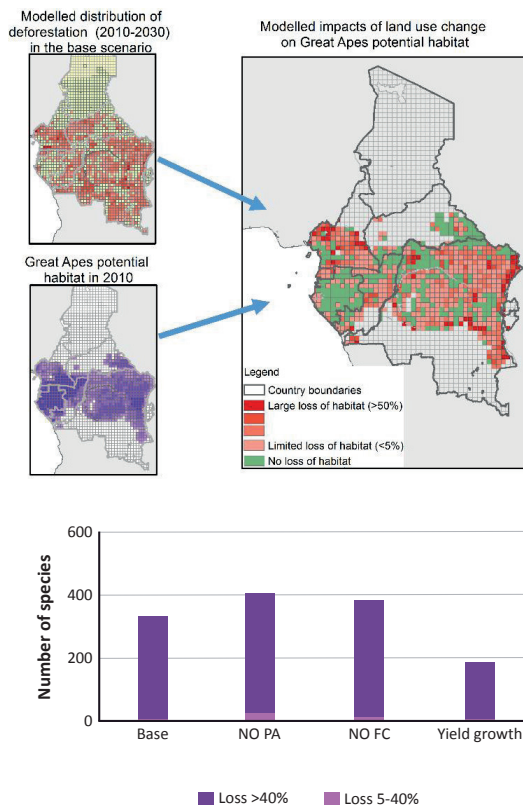 Modelled distribution of
deforestation (2010-2030)
in the base scenario
Great Apes potential
habitat in 2010
Modelled impacts of land use change
on Great Apes potential habitat
Legend
Country boundaries
Large loss of habitat (>50%)
Limited loss of habitat (<5%)
No loss of habitat
Number of species
600
400
200
0
Base
NO PA
NO FC
Yield growth
Loss >40%
Loss 5-40%